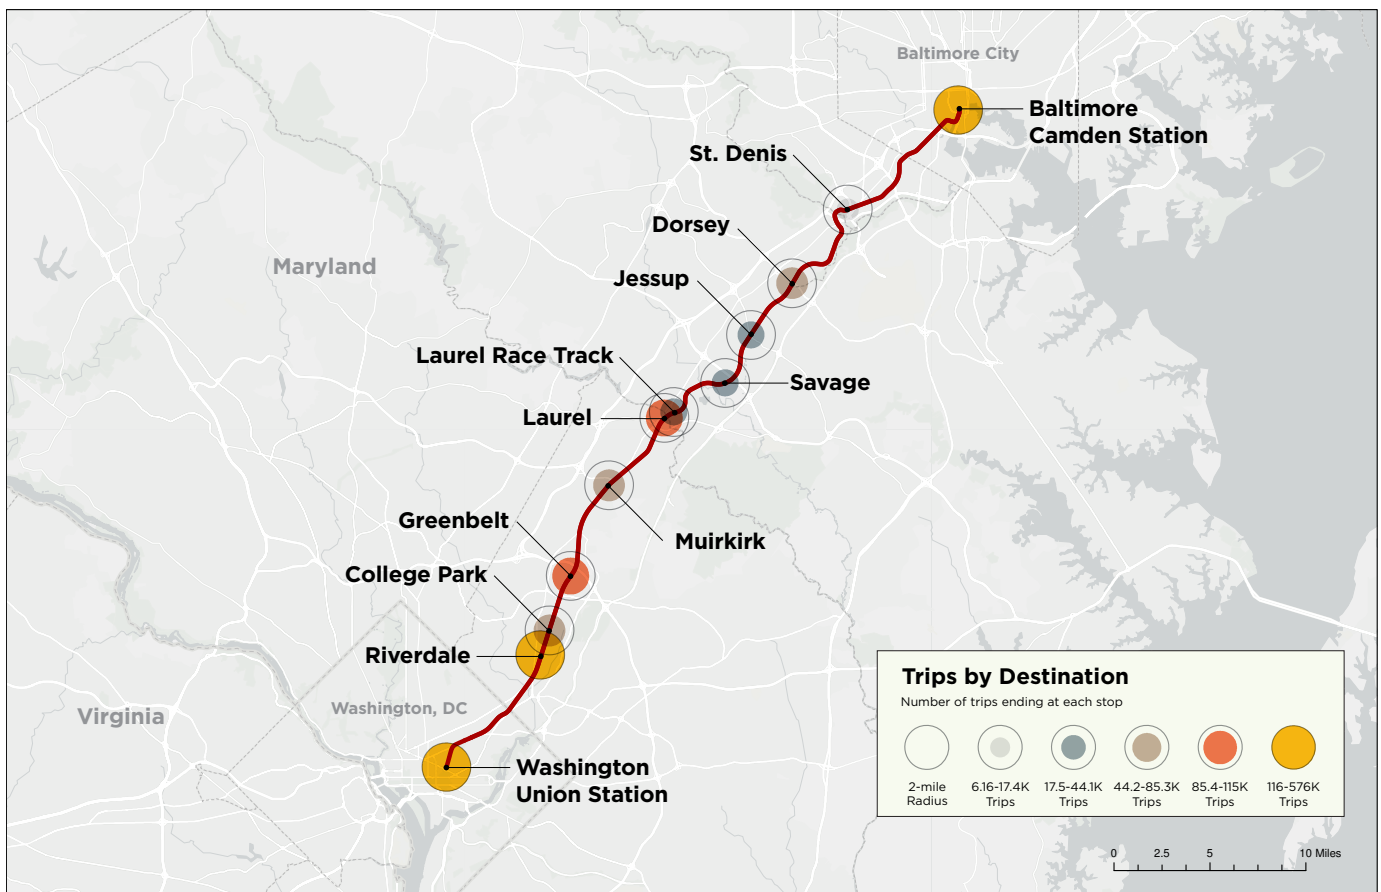 Baltimore City
Baltimore
Camden Station
St. Denis
Dorsey
Maryland
Jessup
Laurel Race Track
Savage
Laurel
Greenbelt
Muirkirk
College Park
Riverdale
Virginia
Washington, DC
Washington
Union Station
Trips by Destination
Number of trips ending at each stop
2-mile
Radius
6.16-17.4K
Trips
17.5-44.1K
Trips
44.2-85.3K
Trips
85.4-115K
Trips
116-576K
Trips
0 2.5 5 10 Miles